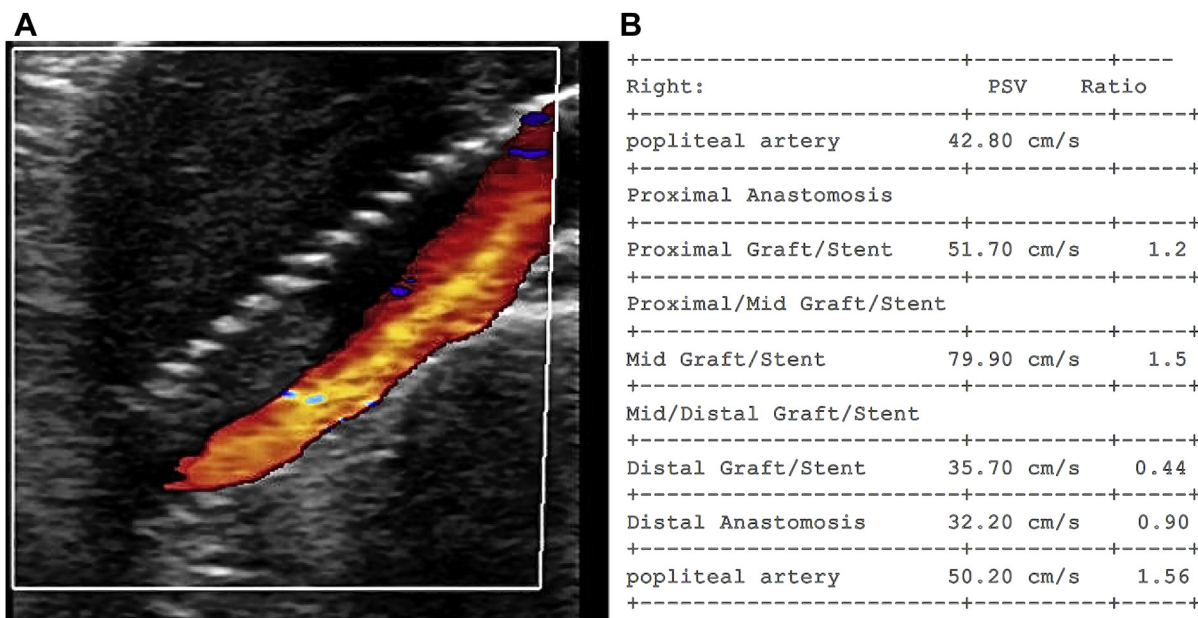 A
B
+-----------------------+----------+----
Right: PSV Ratio
+-----------------------+----------+-----+
popliteal artery 42.80 cm/s
+-----------------------+----------+-----+
Proximal Anastomosis
+-----------------------+----------+-----+
Proximal Graft/Stent 51.70 cm/s 1.2
+-----------------------+----------+-----+
Proximal/Mid Graft/Stent
+-----------------------+----------+-----+
Mid Graft/Stent 79.90 cm/s 1.5
+-----------------------+----------+-----+
Mid/Distal Graft/Stent
+-----------------------+----------+-----+
Distal Graft/Stent 35.70 cm/s 0.44
+-----------------------+----------+-----+
Distal Anastomosis 32.20 cm/s 0.90
+-----------------------+----------+-----+
popliteal artery 50.20 cm/s 1.56
+-----------------------+----------+-----+